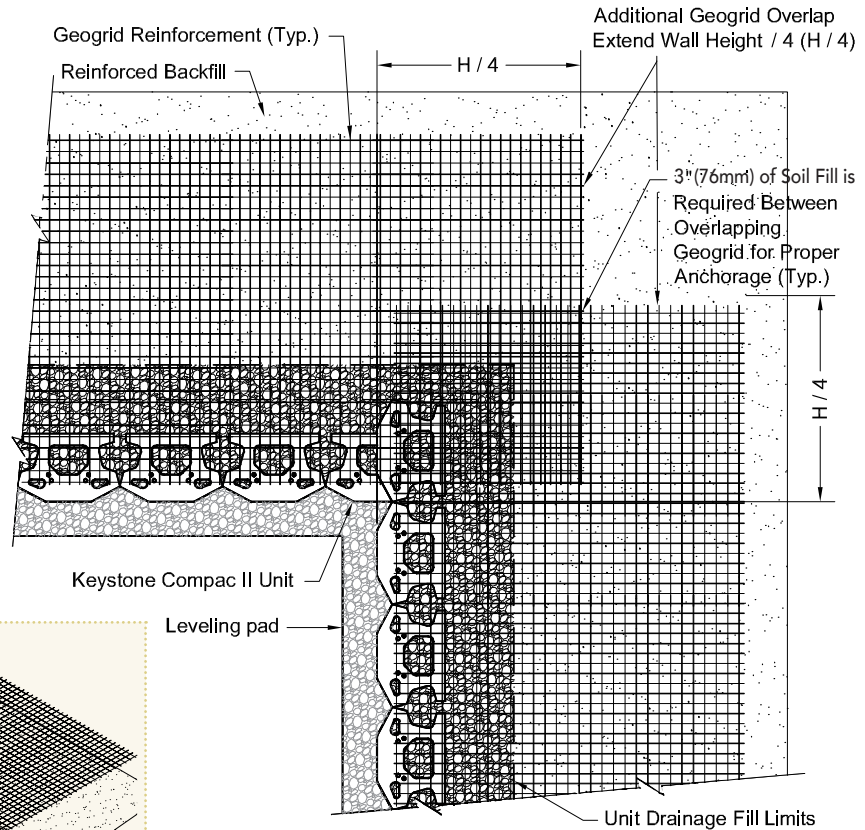 Additional Geogrid Overlap
Extend Wall Height / 4 (H / 4)
Geogrid Reinforcement (Typ.)
Reinforced Backfill
H / 4
3"(76mm) of Soil Fill is
Required Between
Overlapping
Geogrid for Proper
Anchorage (Typ.)
H / 4
Keystone Compac II Unit
Leveling pad
Unit Drainage Fill Limits